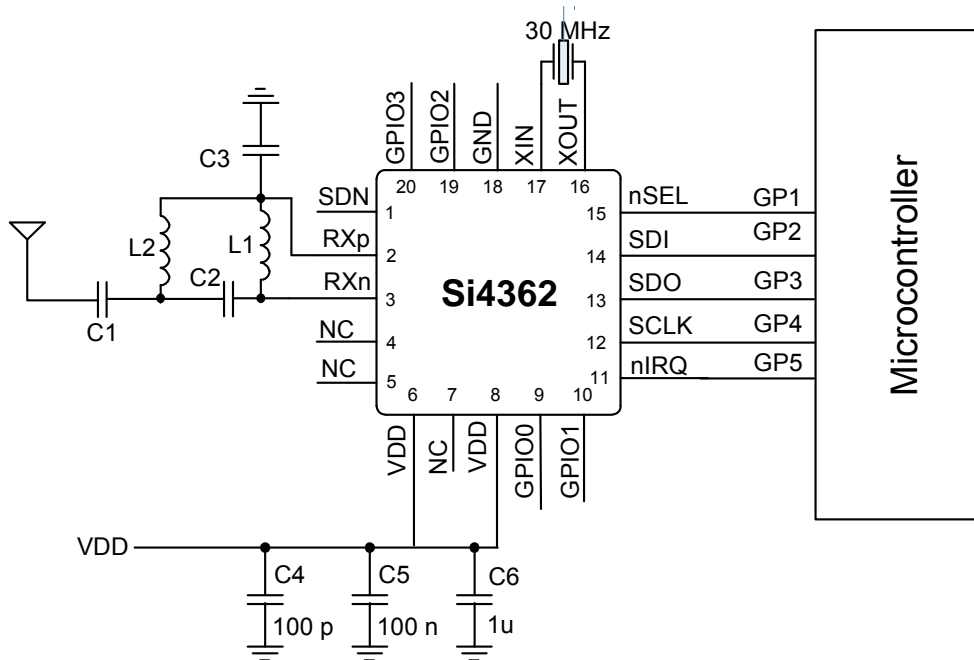 30 MHz
GPIO3
GPIO2
GND
XIN
XOUT
C3
20
19
18
17
16
SDN
1
15
nSEL
GP1
L2
L1
RXp
2
14
SDI
GP2
C2
RXn
3
Si4362
13
SDO
GP3
C1
NC
4
12
SCLK
GP4
NC
5
11
nIRQ
GP5
Microcontroller
6
7
8
9
10
VDD
NC
VDD
GPIO0
GPIO1
VDD
C4
C5
C6
100 p
100 n
1u